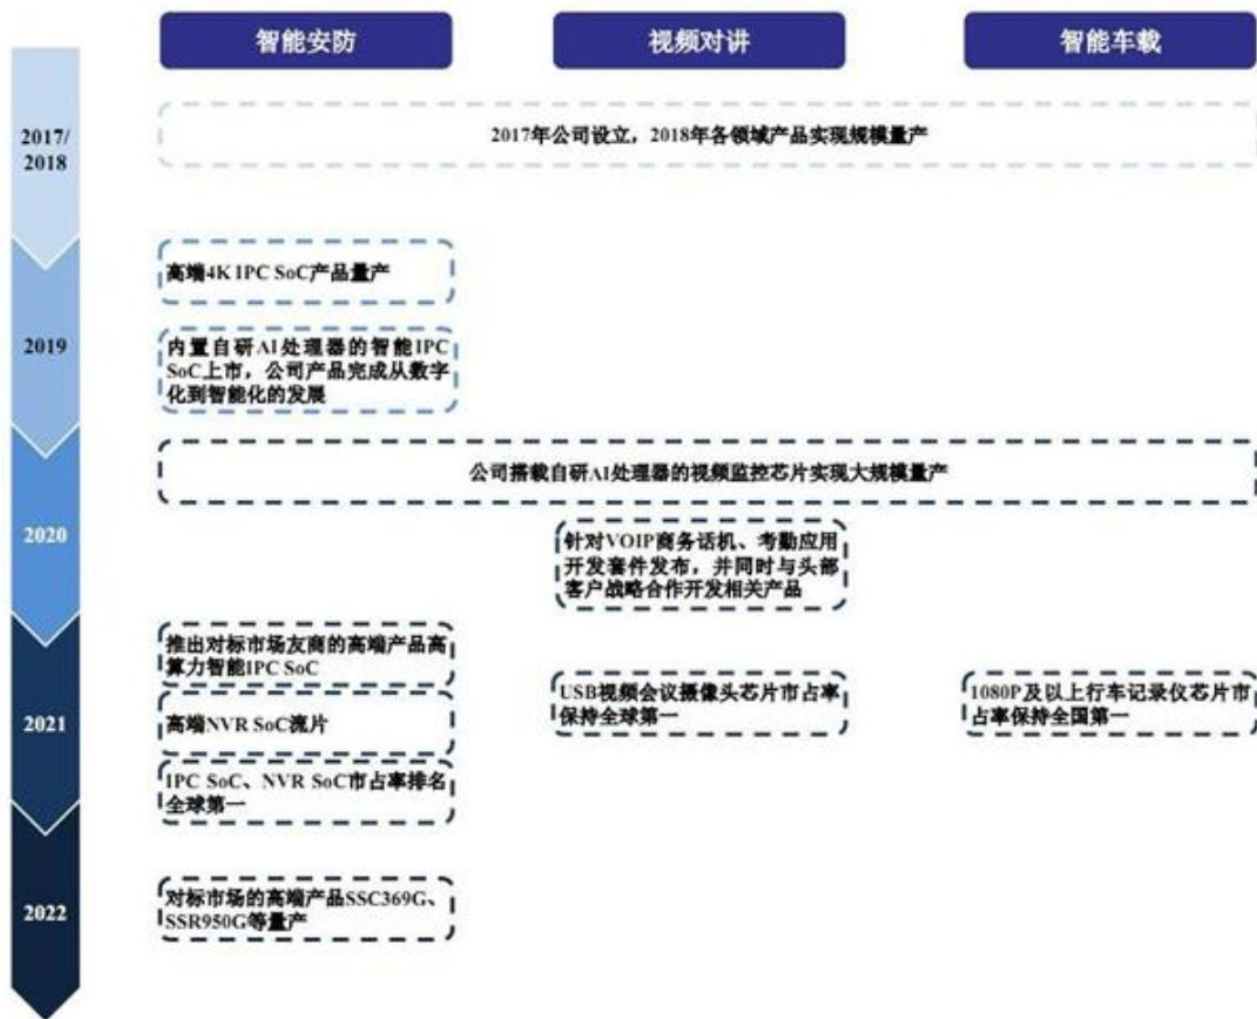 智能安防
视频对讲
智能车载
2017/
2018
2017年公司设立，2018年各领域产品实现规模量产
2019
高端4K IPC SoC产品量产
内置自研AI处理器的智能IPC
SoC上市，公司产品完成从数字
化到智能化的发展
2020
公司搭载自研AI处理器的视频监控芯片实现大规模量产
针对VOIP商务话机、考勤应用
开发套件发布，并同时与头部
客户战略合作开发相关产品
2021
推出对标市场友商的高端产品高
算力智能IPC SoC
高端NVR SoC流片
IPC SoC、NVR SoC市占率排名
全球第一
USB视频会议摄像头芯片市占率
保持全球第一
1080P及以上行车记录仪芯片市
占率保持全国第一
2022
对标市场的高端产品SSC369G、
SSR950G等量产